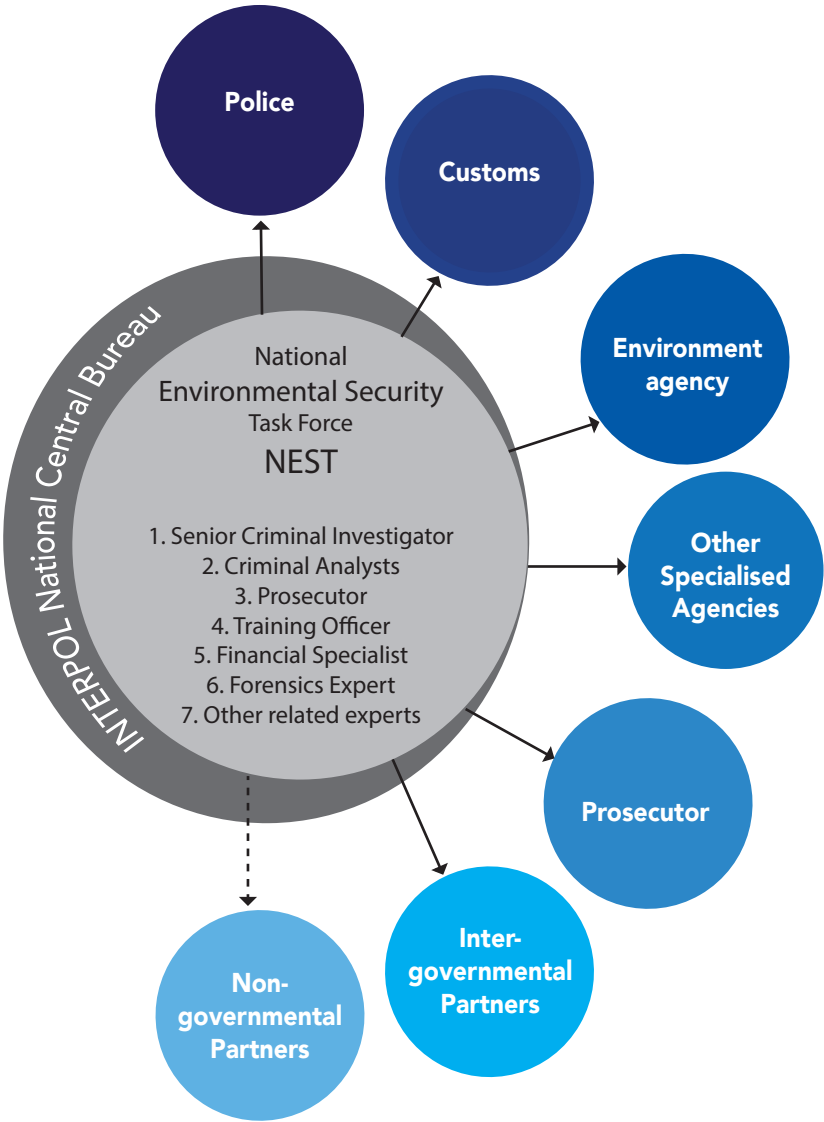 Police
Customs
Environment
agency
Other
Specialised
Agencies
Prosecutor
Inter-
governmental
Partners
Non-
governmental
Partners
INTERPOL National Central Bureau
National
Environmental Security
Task Force
NEST
1. Senior Criminal Investigator
2. Criminal Analysts
3. Prosecutor
4. Training Officer
5. Financial Specialist
6. Forensics Expert
7. Other related experts